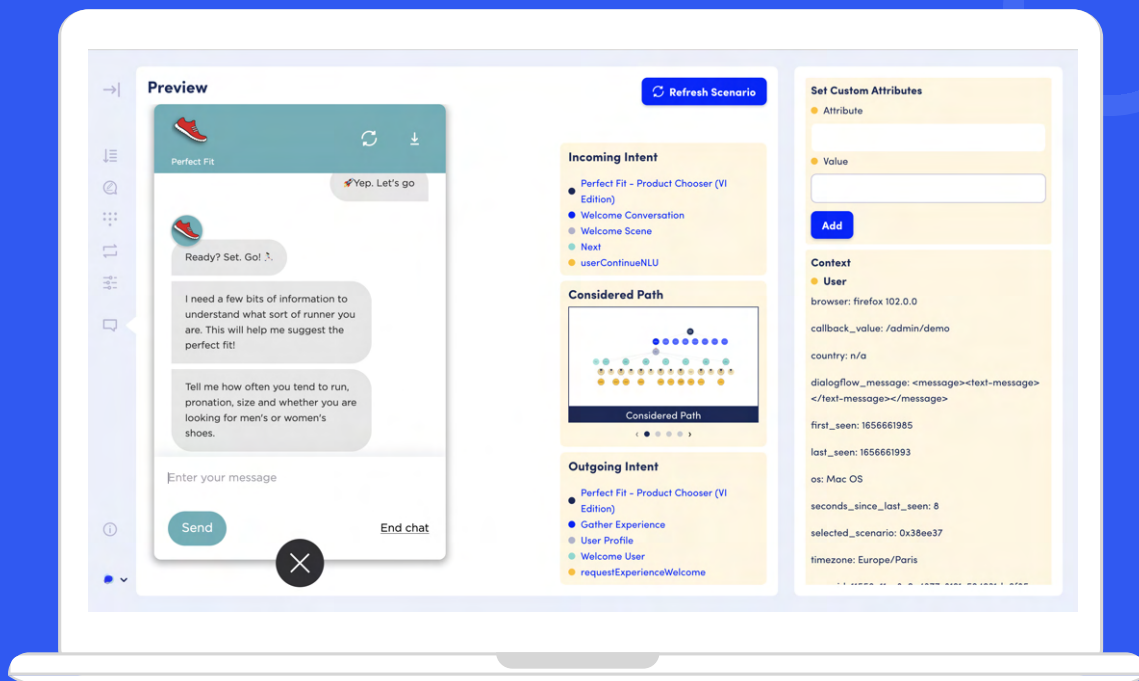 Preview
Refresh Scenario
Perfect Fit
Yep. Let's go
Ready? Set. Go!
I need a few bits of information to
understand what sort of runner you
are. This will help me suggest the
perfect fit!
Tell me how often you tend to run,
pronation, size and whether you are
looking for men's or women's
shoes.
Enter your message
Send
End chat
Incoming Intent
Perfect Fit - Product Chooser (VI
Edition)
Welcome Conversation
Welcome Scene
Next
userContinueNLU
Considered Path
Considered Path
Outgoing Intent
Perfect Fit - Product Chooser (VI
Edition)
Gather Experience
User Profile
Welcome User
requestExperienceWelcome
Set Custom Attributes
Attribute
Value
Add
Context
User
browser: firefox 102.0.0
callback_value: /admin/demo
country: n/a
dialogflow_message: <message><text-message>
</text-message></message>
first_seen: 1656661985
last_seen: 1656661993
os: Mac OS
seconds_since_last_seen: 8
selected_scenario: 0x38ee37
timezone: Europe/Paris